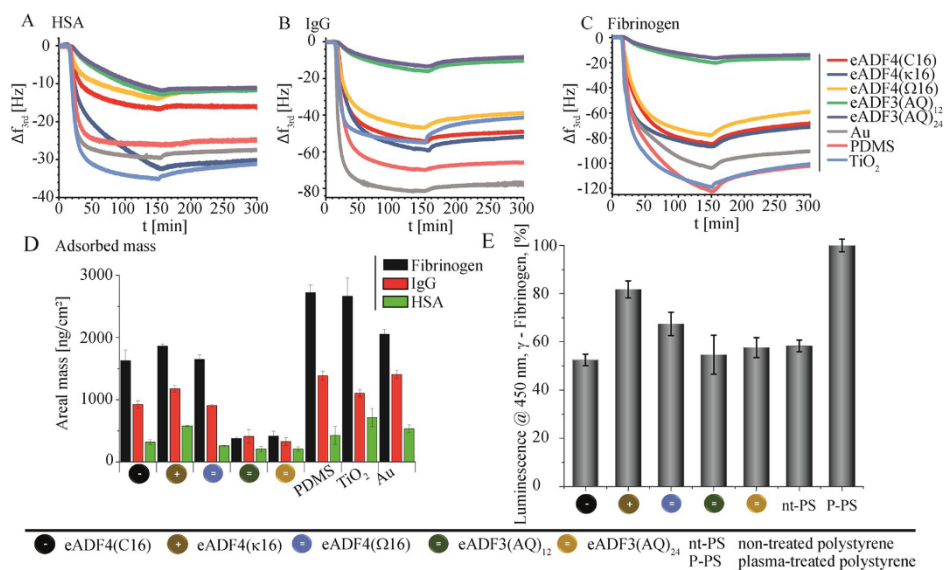 A HSA
Δf3rd [Hz]
0
-10
-20
-30
-40
0 50 100 150 200 250 300
t [min]
B IgG
Δf3rd [Hz]
0
-20
-40
-60
-80
0 50 100 150 200 250 300
t [min]
C Fibrinogen
Δf3rd [Hz]
0
-20
-40
-60
-80
-100
-120
0 50 100 150 200 250 300
t [min]
eADF4(C16)
eADF4(κ16)
eADF4(Ω16)
eADF3(AQ)12
eADF3(AQ)24
Au
PDMS
TiO2
D Adsorbed mass
Areal mass [ng/cm²]
3000
2000
1000
0
Fibrinogen
IgG
HSA
- + = = = PDMS TiO2 Au
E
Luminescence @ 450 nm, γ - Fibrinogen, [%]
100
80
60
40
20
0
- + = = = nt-PS P-PS
- eADF4(C16) + eADF4(κ16) = eADF4(Ω16) = eADF3(AQ)12 = eADF3(AQ)24 nt-PS non-treated polystyrene
P-PS plasma-treated polystyrene